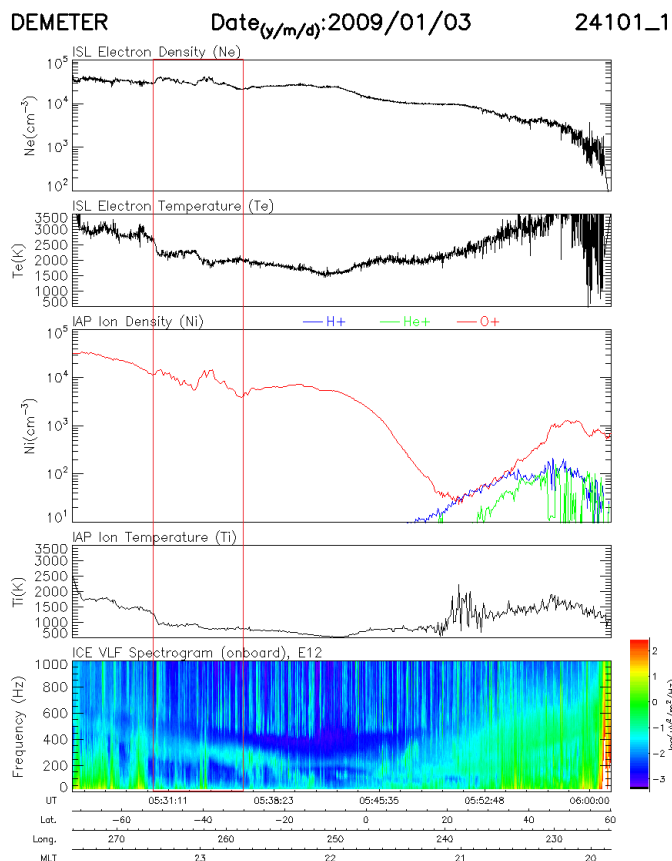 DEMETER Date(y/m/d):2009/01/03 24101_1
ISL Electron Density (Ne)
10^5
10^4
10^3
10^2
Ne(cm^-3)
ISL Electron Temperature (Te)
3500
3000
2500
2000
1500
1000
500
Te(K)
IAP Ion Density (Ni) H+ He+ O+
10^5
10^4
10^3
10^2
10^1
Ni(cm^-3)
IAP Ion Temperature (Ti)
3500
3000
2500
2000
1500
1000
500
Ti(K)
ICE VLF Spectrogram (onboard), E12
1000
800
600
400
200
0
Frequency (Hz)
2
1
0
-1
-2
-3
UT 05:31:11 05:38:23 05:45:35 05:52:48 06:00:00
Lat. -60 -40 -20 0 20 40 60
Long. 270 260 250 240 230
MLT 23 22 21 20